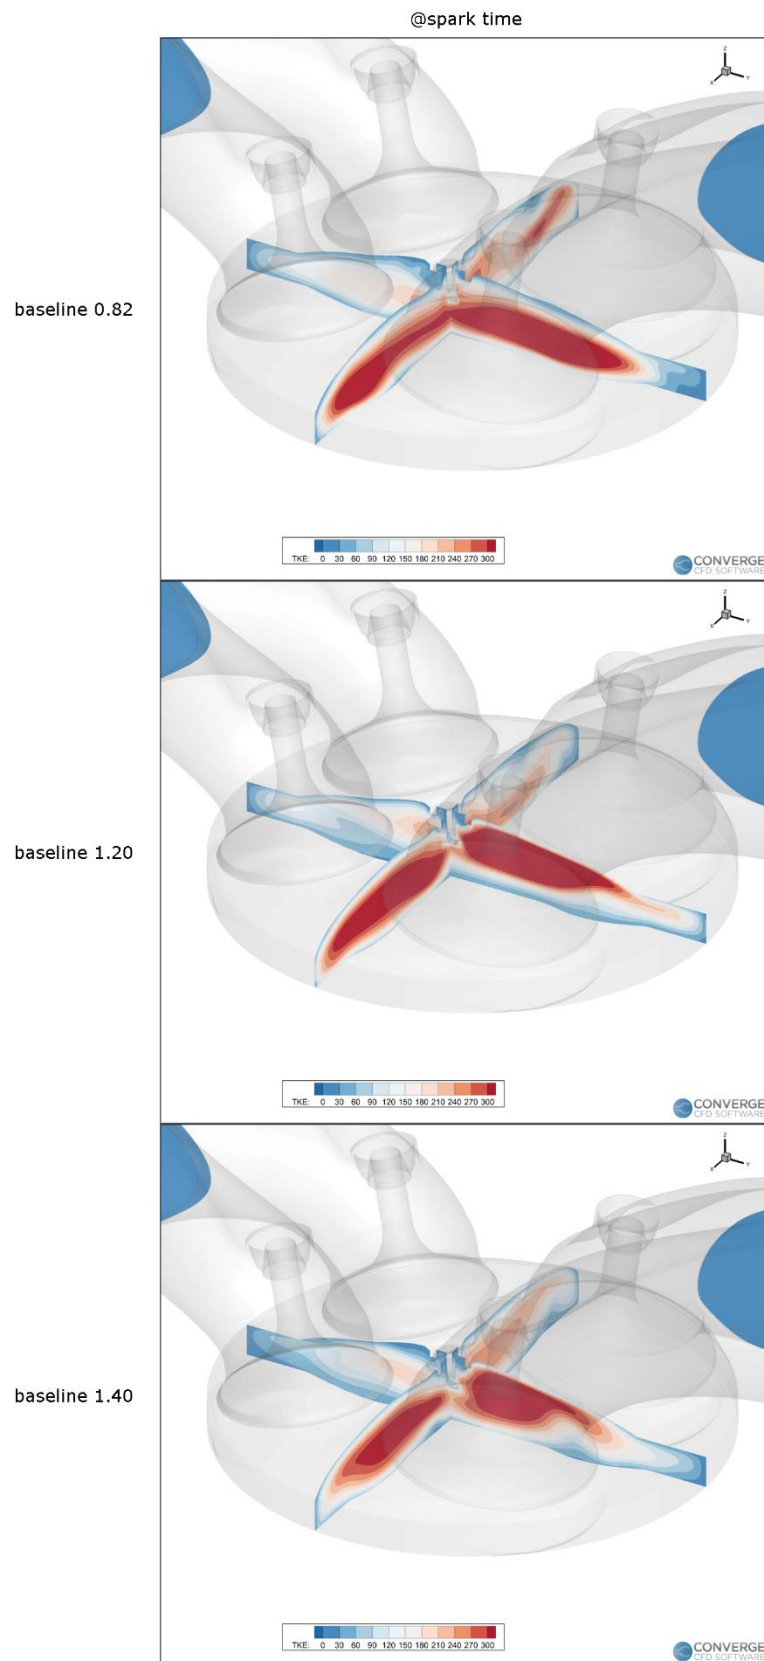 @spark time
Z
X Y
baseline 0.82
TKE: 0 30 60 90 120 150 180 210 240 270 300
CONVERGE
CFD SOFTWARE
Z
X Y
baseline 1.20
TKE: 0 30 60 90 120 150 180 210 240 270 300
CONVERGE
CFD SOFTWARE
Z
X Y
baseline 1.40
TKE: 0 30 60 90 120 150 180 210 240 270 300
CONVERGE
CFD SOFTWARE